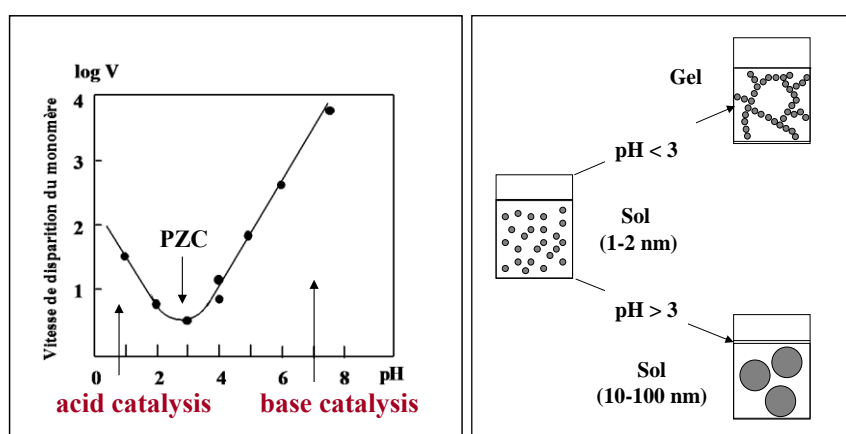 log V
4
3
2
1
Vitesse de disparition du monomère
PZC
0 2 4 6 8 pH
acid catalysis base catalysis
Gel
pH < 3
Sol
(1-2 nm)
pH > 3
Sol
(10-100 nm)